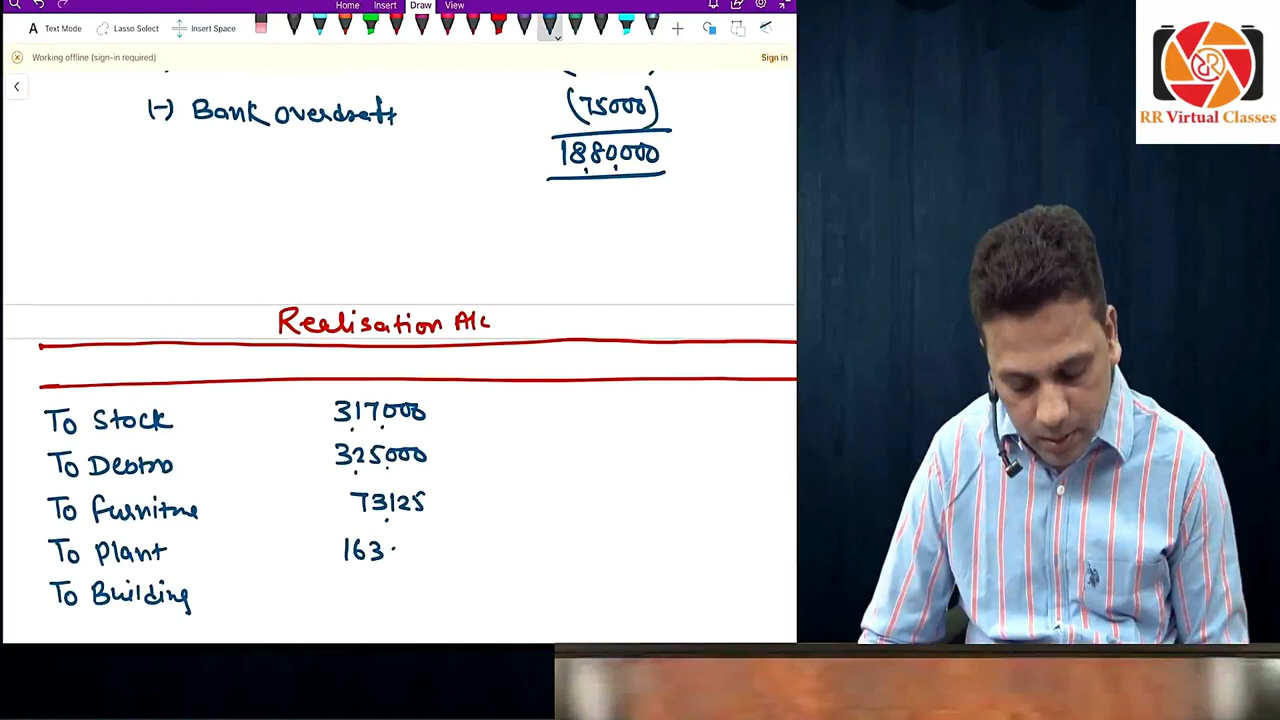 Home Insert Draw View
A Text Mode Lasso Select Insert Space
Working offline (sign-in required) Sign in
RR Virtual Classes
(-) Bank overdraft (75000)
1880000
Realisation A/c
To Stock 317000
To Debtro 325000
To furniture 73125
To Plant 163
To Building